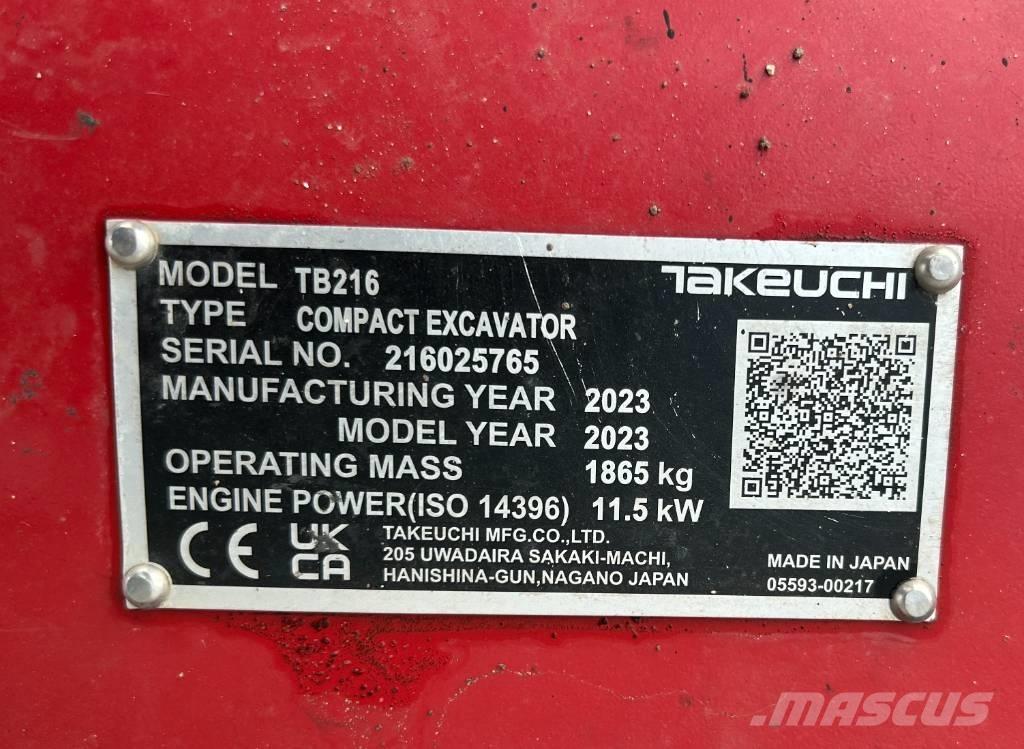 TAKEUCHI
MODEL TB216
TYPE COMPACT EXCAVATOR
SERIAL NO. 216025765
MANUFACTURING YEAR 2023
MODEL YEAR 2023
OPERATING MASS 1865 kg
ENGINE POWER(ISO 14396) 11.5 kW
CE UK CA
TAKEUCHI MFG.CO.,LTD.
205 UWADAIRA SAKAKI-MACHI,
HANISHINA-GUN,NAGANO JAPAN
MADE IN JAPAN
05593-00217
MASCUS